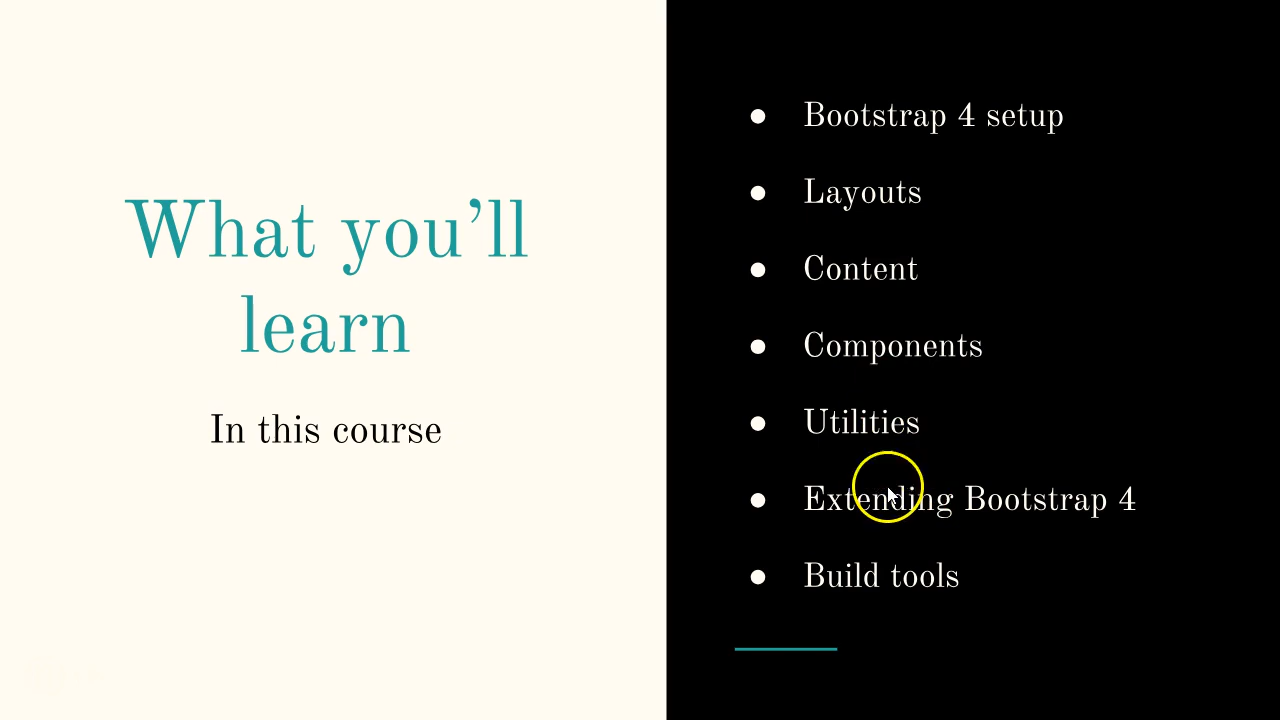 What you’ll
learn
In this course
● Bootstrap 4 setup
● Layouts
● Content
● Components
● Utilities
● Extending Bootstrap 4
● Build tools